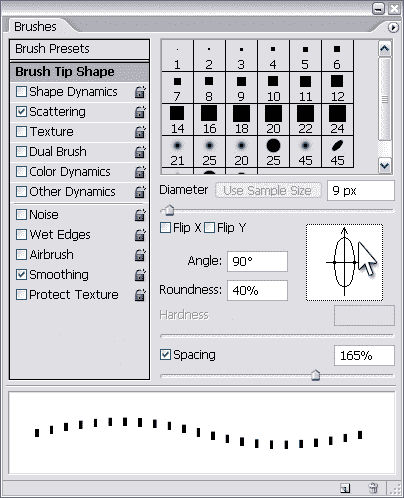 Brushes
Brush Presets
Brush Tip Shape
Shape Dynamics
Scattering
Texture
Dual Brush
Color Dynamics
Other Dynamics
Noise
Wet Edges
Airbrush
Smoothing
Protect Texture
1 2 3 4 5 6
7 8 9 10 11 12
14 16 18 20 22 24
21 25 20 25 45 45
Diameter Use Sample Size 9 px
Flip X Flip Y
Angle: 90°
Roundness: 40%
Hardness
Spacing 165%